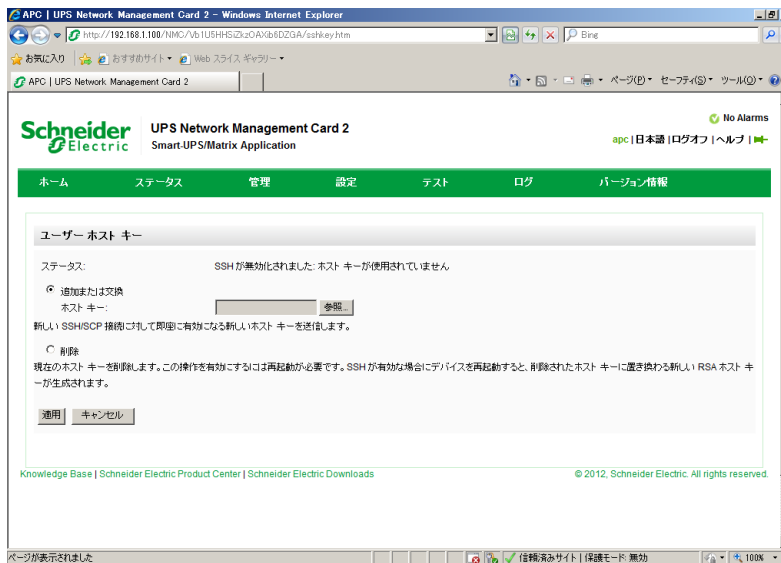 APC | UPS Network Management Card 2 - Windows Internet Explorer
http://192.168.1.100/NMC/Vb1U5HHSiZkzOAXib6DZGA/sshkey.htm
Bing
お気に入り おすすめサイト Web スライス ギャラリー
APC | UPS Network Management Card 2
ページ(P) セーフティ(S) ツール(O)
No Alarms
Schneider Electric
UPS Network Management Card 2
Smart-UPS/Matrix Application
apc | 日本語 | ログオフ | ヘルプ |
ホーム ステータス 管理 設定 テスト ログ バージョン情報
ユーザー ホスト キー
ステータス: SSH が無効化されました: ホスト キーが使用されていません
追加または交換
ホスト キー: 参照...
新しい SSH/SCP 接続に対して即座に有効になる新しいホスト キーを送信します。
削除
現在のホスト キーを削除します。この操作を有効にするには再起動が必要です。SSH が有効な場合にデバイスを再起動すると、削除されたホスト キーに置き換わる新しい RSA ホスト キ
ーが生成されます。
適用 キャンセル
Knowledge Base | Schneider Electric Product Center | Schneider Electric Downloads
© 2012, Schneider Electric. All rights reserved.
ページが表示されました
信頼済みサイト | 保護モード: 無効
100%